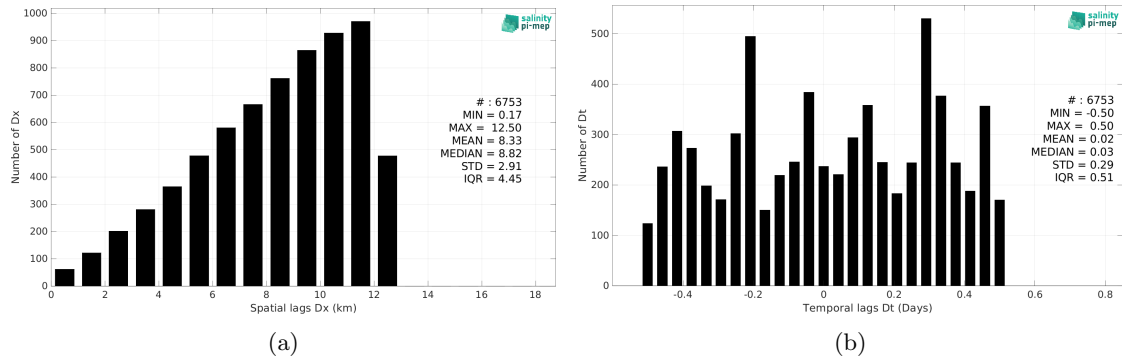 1000
900
800
700
600
500
400
300
200
100
0
Number of Dx
salinity
pi-mep
# : 6753
MIN = 0.17
MAX = 12.50
MEAN = 8.33
MEDIAN = 8.82
STD = 2.91
IQR = 4.45
0 2 4 6 8 10 12 14 16 18
Spatial lags Dx (km)
(a)
500
400
300
200
100
0
Number of Dt
salinity
pi-mep
# : 6753
MIN = -0.50
MAX = 0.50
MEAN = 0.02
MEDIAN = 0.03
STD = 0.29
IQR = 0.51
-0.4 -0.2 0 0.2 0.4 0.6 0.8
Temporal lags Dt (Days)
(b)